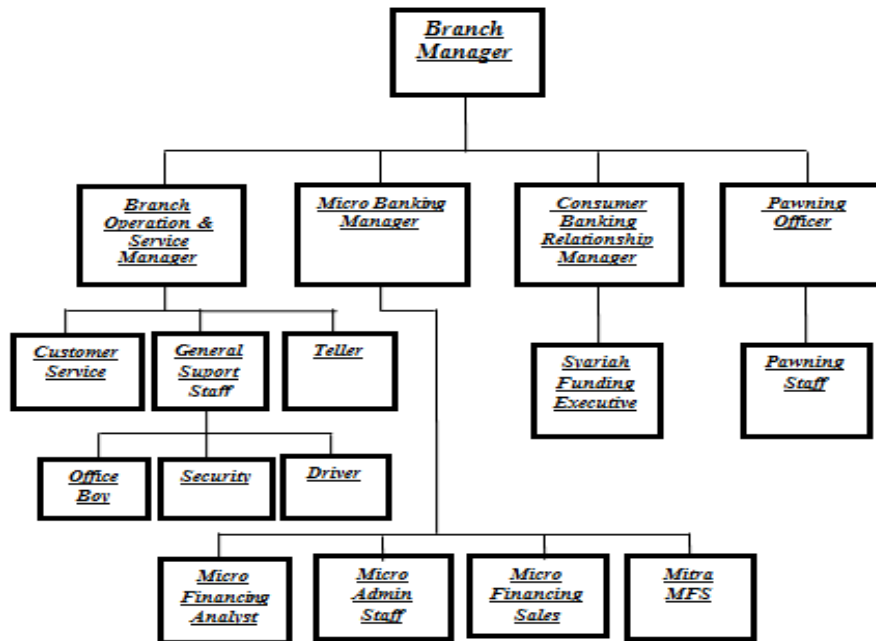 Branch
Manager
Branch
Operation &
Service
Manager
Micro Banking
Manager
Consumer
Banking
Relationship
Manager
Pawning
Officer
Customer
Service
General
Suport
Staff
Teller
Syariah
Funding
Executive
Pawning
Staff
Office
Boy
Security
Driver
Micro
Financing
Analyst
Micro
Admin
Staff
Micro
Financing
Sales
Mitra
MFS